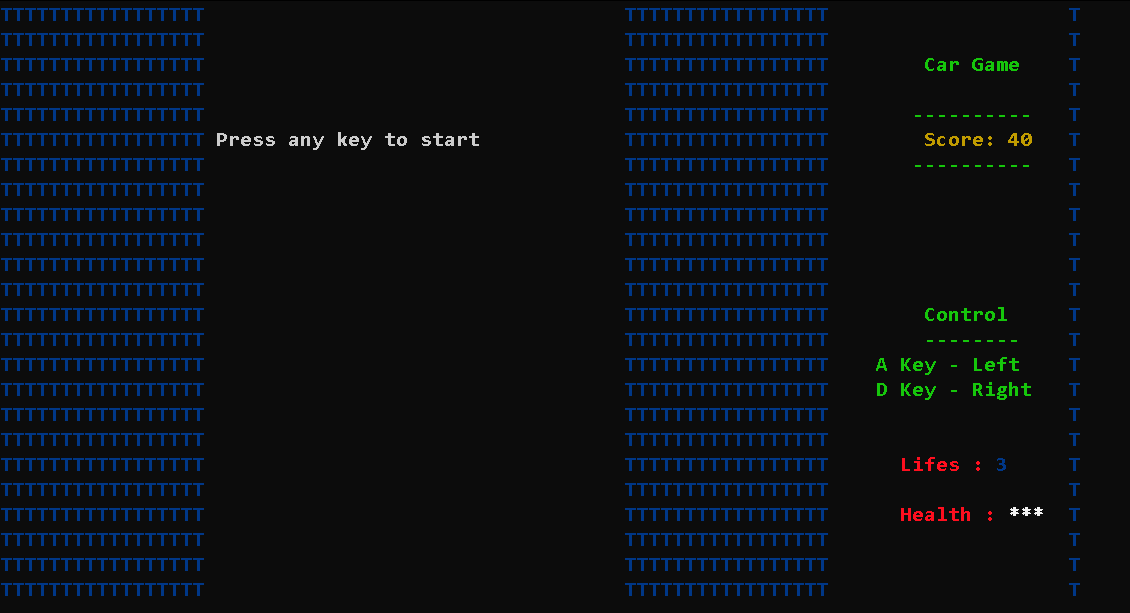 TTTTTTTTTTTTTTTTT TTTTTTTTTTTTTTTTT T
TTTTTTTTTTTTTTTTT TTTTTTTTTTTTTTTTT T
TTTTTTTTTTTTTTTTT TTTTTTTTTTTTTTTTT Car Game T
TTTTTTTTTTTTTTTTT TTTTTTTTTTTTTTTTT T
TTTTTTTTTTTTTTTTT TTTTTTTTTTTTTTTTT ---------- T
TTTTTTTTTTTTTTTTT Press any key to start TTTTTTTTTTTTTTTTT Score: 40 T
TTTTTTTTTTTTTTTTT TTTTTTTTTTTTTTTTT ---------- T
TTTTTTTTTTTTTTTTT TTTTTTTTTTTTTTTTT T
TTTTTTTTTTTTTTTTT TTTTTTTTTTTTTTTTT T
TTTTTTTTTTTTTTTTT TTTTTTTTTTTTTTTTT T
TTTTTTTTTTTTTTTTT TTTTTTTTTTTTTTTTT T
TTTTTTTTTTTTTTTTT TTTTTTTTTTTTTTTTT T
TTTTTTTTTTTTTTTTT TTTTTTTTTTTTTTTTT Control T
TTTTTTTTTTTTTTTTT TTTTTTTTTTTTTTTTT -------- T
TTTTTTTTTTTTTTTTT TTTTTTTTTTTTTTTTT A Key - Left T
TTTTTTTTTTTTTTTTT TTTTTTTTTTTTTTTTT D Key - Right T
TTTTTTTTTTTTTTTTT TTTTTTTTTTTTTTTTT T
TTTTTTTTTTTTTTTTT TTTTTTTTTTTTTTTTT T
TTTTTTTTTTTTTTTTT TTTTTTTTTTTTTTTTT Lifes : 3 T
TTTTTTTTTTTTTTTTT TTTTTTTTTTTTTTTTT T
TTTTTTTTTTTTTTTTT TTTTTTTTTTTTTTTTT Health : *** T
TTTTTTTTTTTTTTTTT TTTTTTTTTTTTTTTTT T
TTTTTTTTTTTTTTTTT TTTTTTTTTTTTTTTTT T
TTTTTTTTTTTTTTTTT TTTTTTTTTTTTTTTTT T